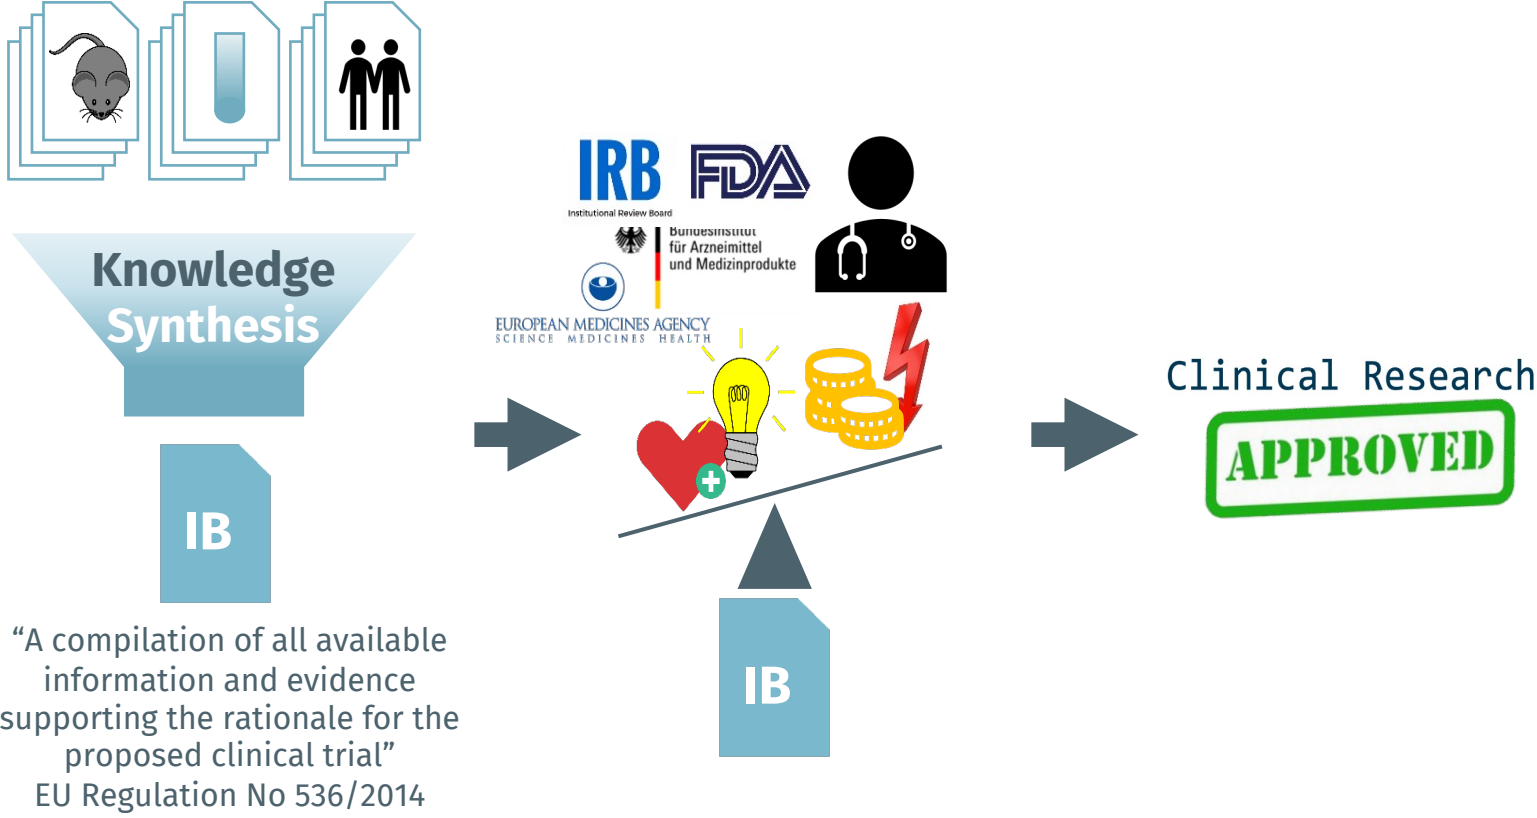 Knowledge
Synthesis
IB
“A compilation of all available
information and evidence
supporting the rationale for the
proposed clinical trial”
EU Regulation No 536/2014
IRB
Institutional Review Board
FDA
Bundesinstitut
für Arzneimittel
und Medizinprodukte
EUROPEAN MEDICINES AGENCY
SCIENCE MEDICINES HEALTH
IB
Clinical Research
APPROVED